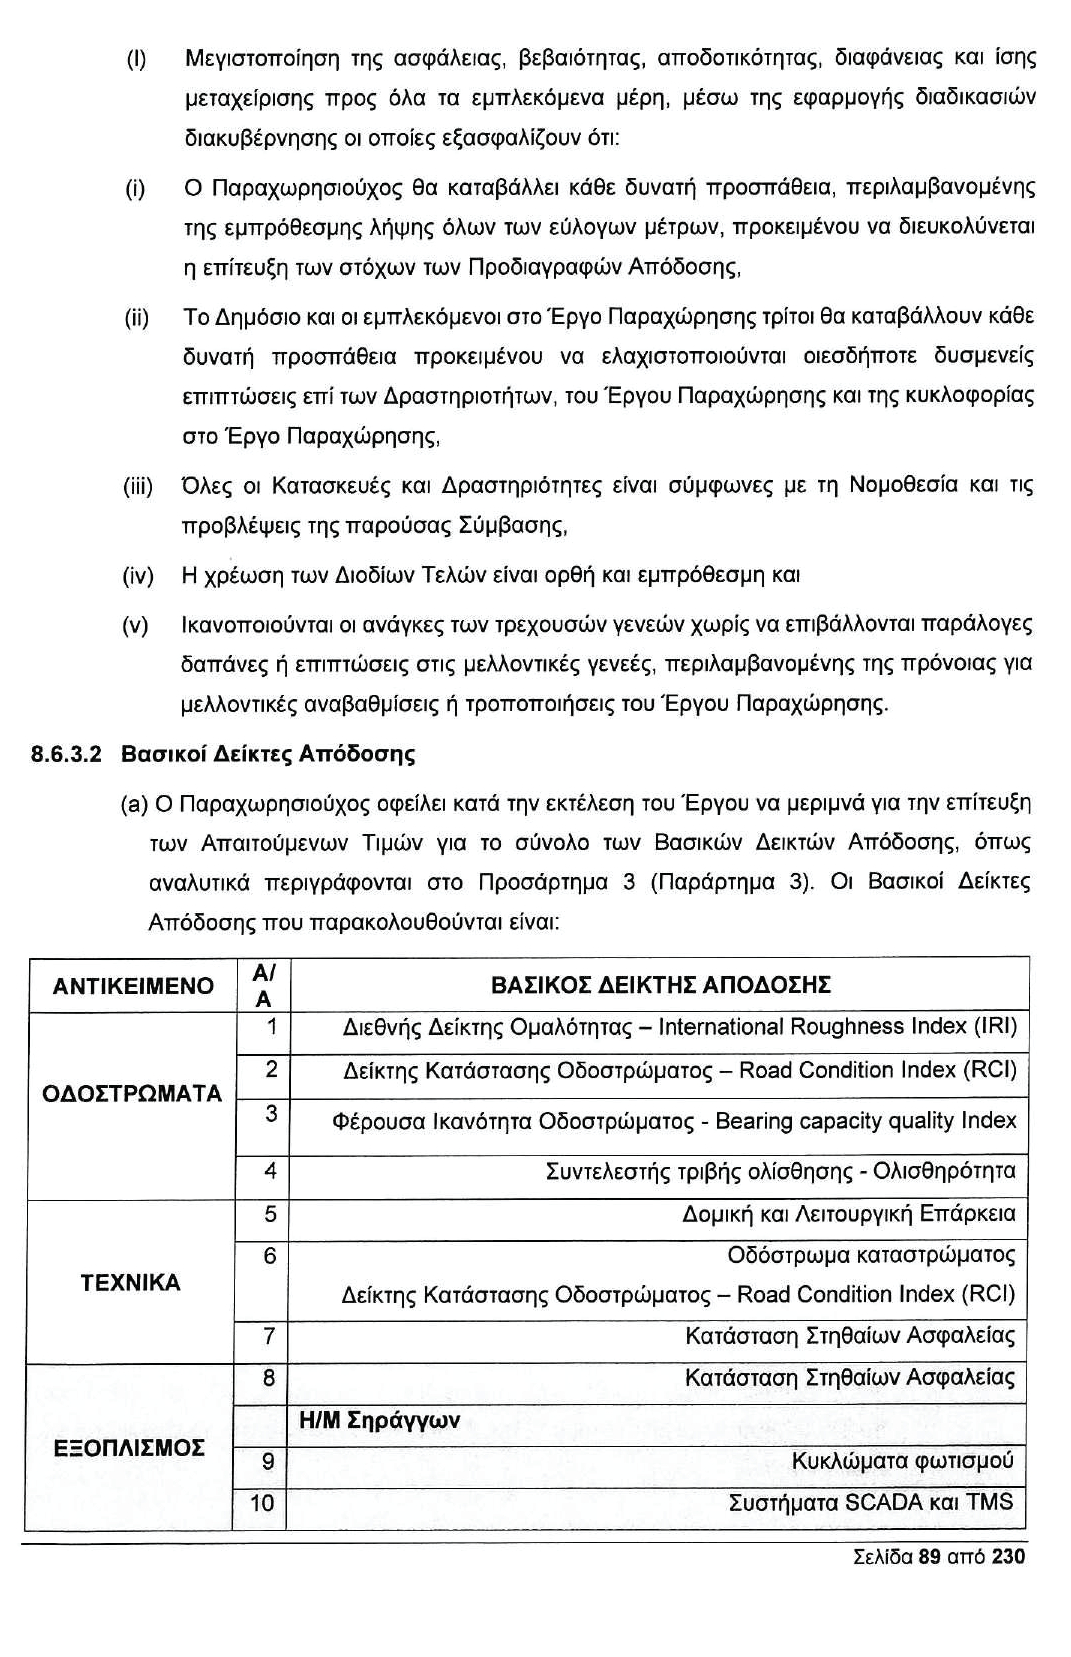 (l) Μεγιστοποίηση της ασφάλειας, βεβαιότητας, αποδοτικότητας, διαφάνειας και ίσης
μεταχείρισης προς όλα τα εμπλεκόμενα μέρη, μέσω της εφαρμογής διαδικασιών
διακυβέρνησης οι οποίες εξασφαλίζουν ότι:
(i) Ο Παραχωρησιούχος θα καταβάλλει κάθε δυνατή προσπάθεια, περιλαμβανομένης
της εμπρόθεσμης λήψης όλων των εύλογων μέτρων, προκειμένου να διευκολύνεται
η επίτευξη των στόχων των Προδιαγραφών Απόδοσης,
(ii) Το Δημόσιο και οι εμπλεκόμενοι στο Έργο Παραχώρησης τρίτοι θα καταβάλλουν κάθε
δυνατή προσπάθεια προκειμένου να ελαχιστοποιούνται οιεσδήποτε δυσμενείς
επιπτώσεις επί των Δραστηριοτήτων, του Έργου Παραχώρησης και της κυκλοφορίας
στο Έργο Παραχώρησης,
(iii) Όλες οι Κατασκευές και Δραστηριότητες είναι σύμφωνες με τη Νομοθεσία και τις
προβλέψεις της παρούσας Σύμβασης,
(iv) Η χρέωση των Διοδίων Τελών είναι ορθή και εμπρόθεσμη και
(v) Ικανοποιούνται οι ανάγκες των τρεχουσών γενεών χωρίς να επιβάλλονται παράλογες
δαπάνες ή επιπτώσεις στις μελλοντικές γενεές, περιλαμβανομένης της πρόνοιας για
μελλοντικές αναβαθμίσεις ή τροποποιήσεις του Έργου Παραχώρησης.
8.6.3.2 Βασικοί Δείκτες Απόδοσης
(a) Ο Παραχωρησιούχος οφείλει κατά την εκτέλεση του Έργου να μεριμνά για την επίτευξη
των Απαιτούμενων Τιμών για το σύνολο των Βασικών Δεικτών Απόδοσης, όπως
αναλυτικά περιγράφονται στο Προσάρτημα 3 (Παράρτημα 3). Οι Βασικοί Δείκτες
Απόδοσης που παρακολουθούνται είναι:
ΑΝΤΙΚΕΙΜΕΝΟ Α/Α ΒΑΣΙΚΟΣ ΔΕΙΚΤΗΣ ΑΠΟΔΟΣΗΣ
ΟΔΟΣΤΡΩΜΑΤΑ
1 Διεθνής Δείκτης Ομαλότητας – International Roughness Index (IRI)
2 Δείκτης Κατάστασης Οδοστρώματος – Road Condition Index (RCI)
3 Φέρουσα Ικανότητα Οδοστρώματος - Bearing capacity quality Index
4 Συντελεστής τριβής ολίσθησης - Ολισθηρότητα
ΤΕΧΝΙΚΑ
5 Δομική και Λειτουργική Επάρκεια
6 Οδόστρωμα καταστρώματος
Δείκτης Κατάστασης Οδοστρώματος – Road Condition Index (RCI)
7 Κατάσταση Στηθαίων Ασφαλείας
ΕΞΟΠΛΙΣΜΟΣ
8 Κατάσταση Στηθαίων Ασφαλείας
Η/Μ Σηράγγων
9 Κυκλώματα φωτισμού
10 Συστήματα SCADA και TMS
Σελίδα 89 από 230